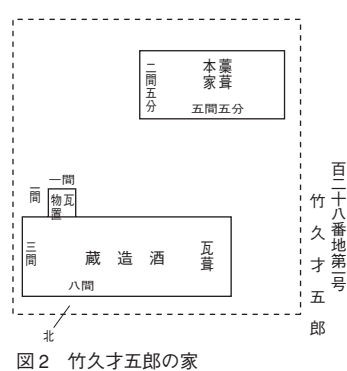 藁葺
本家
二間五分
五間五分
百二十八番地第二号
竹久才五郎
一間
二間
瓦
物置
三間
蔵造酒
瓦葺
八間
北
図2 竹久才五郎の家